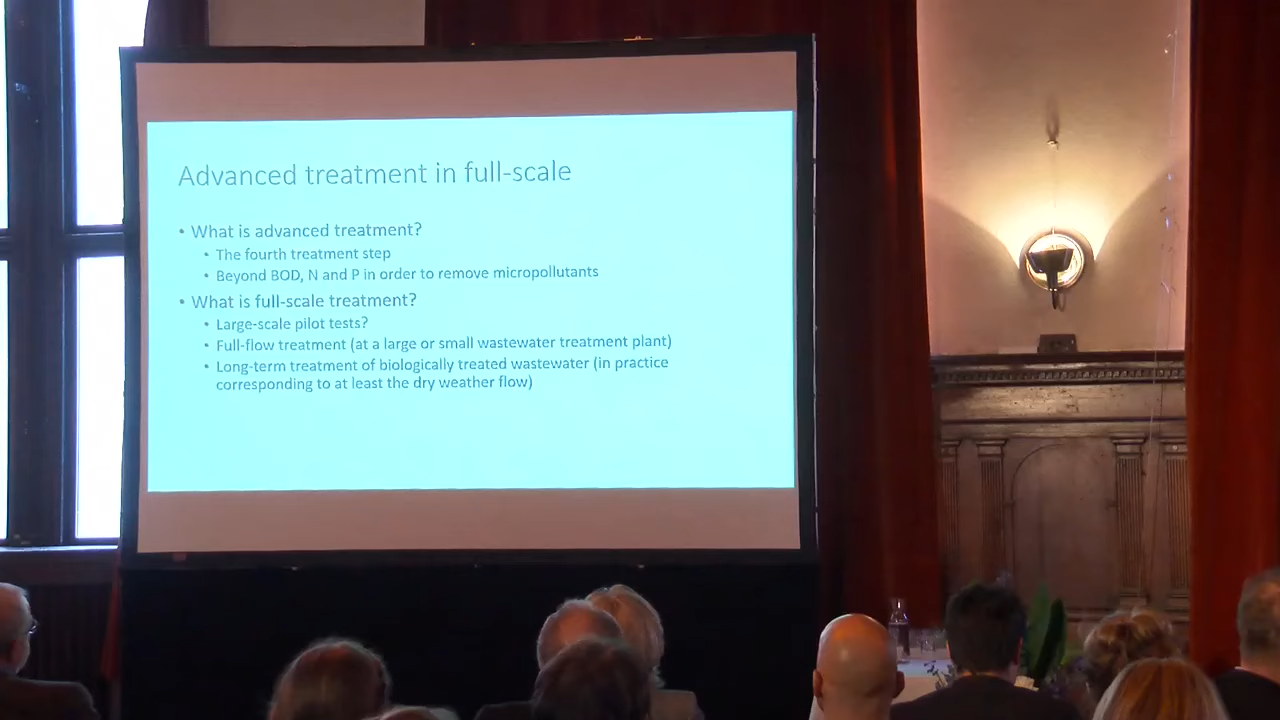 Advanced treatment in full-scale
• What is advanced treatment?
• The fourth treatment step
• Beyond BOD, N and P in order to remove micropollutants
• What is full-scale treatment?
• Large-scale pilot tests?
• Full-flow treatment (at a large or small wastewater treatment plant)
• Long-term treatment of biologically treated wastewater (in practice
corresponding to at least the dry weather flow)